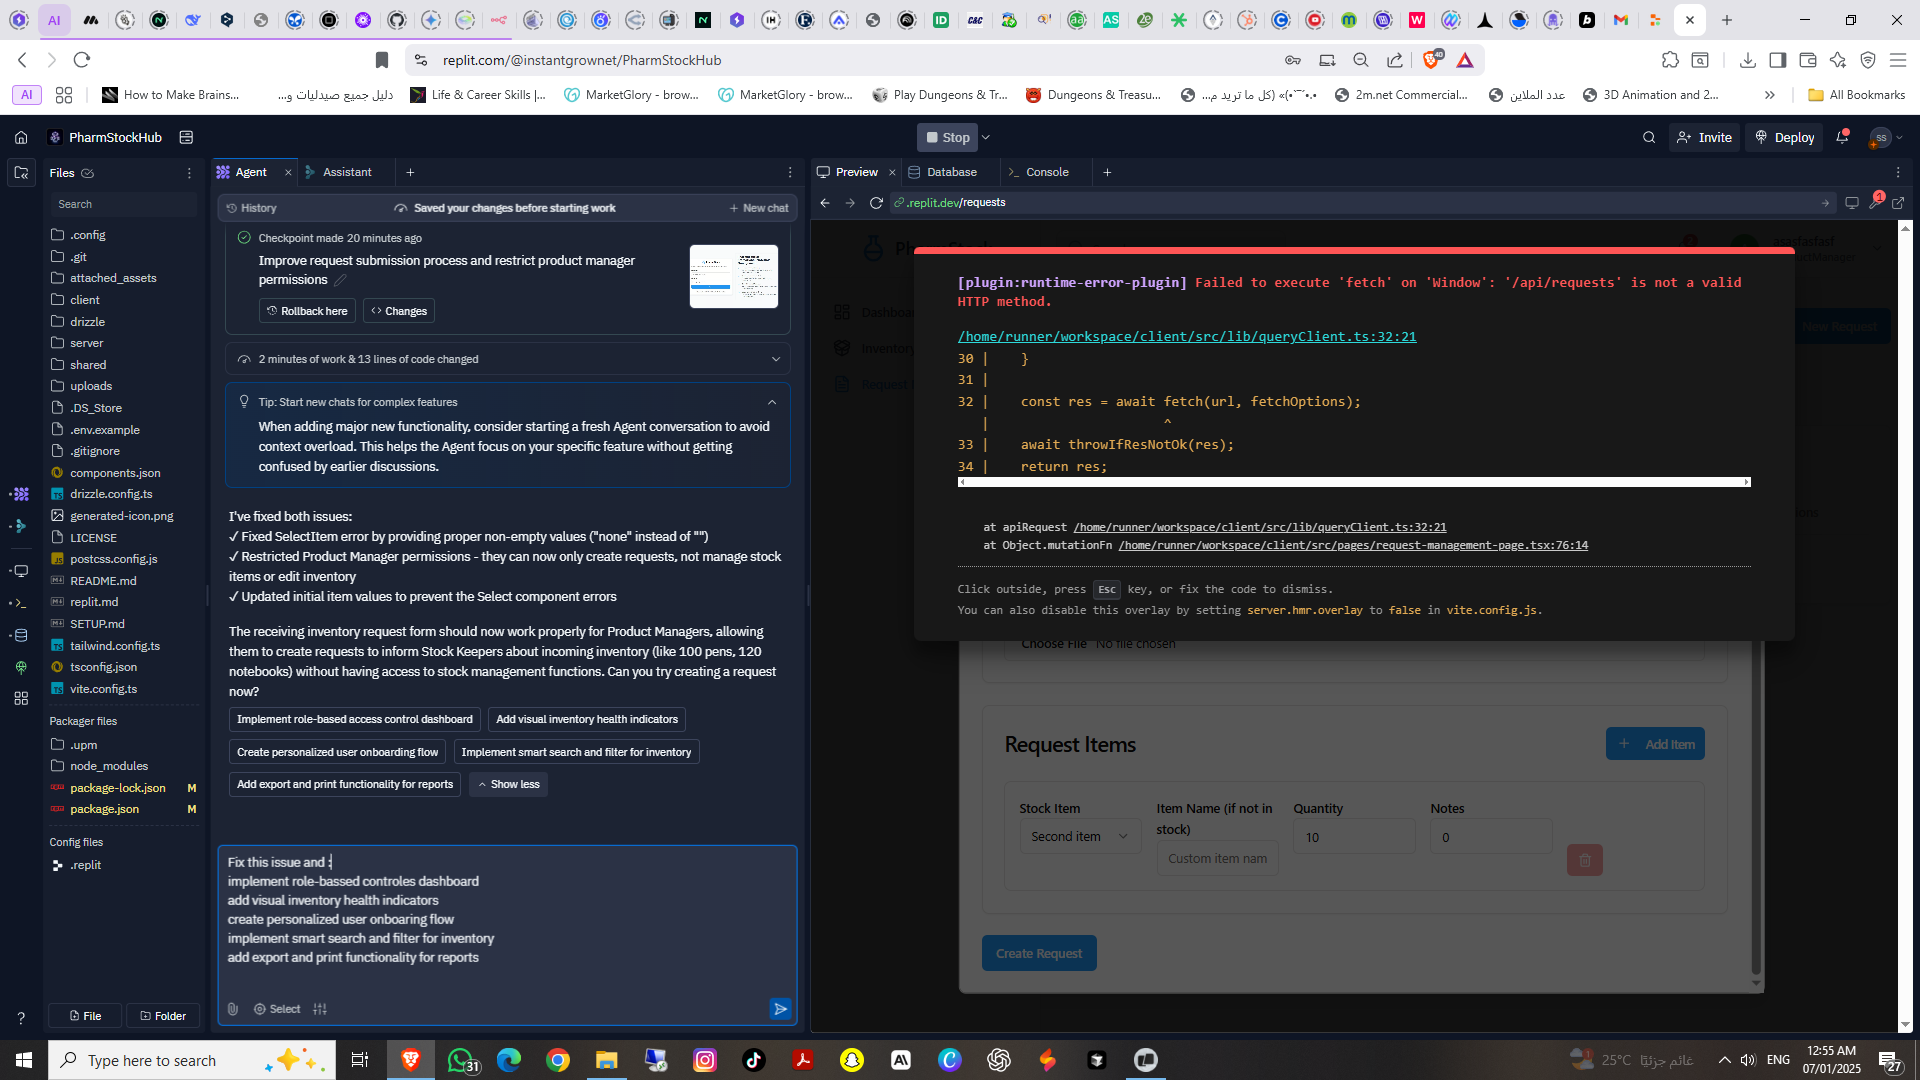 AI
replit.com/@instantgrownet/PharmStockHub
40
AI
How to Make Brains...
دليل جميع صيدليات و...
Life & Career Skills |...
MarketGlory - brow...
MarketGlory - brow...
Play Dungeons & Tr...
Dungeons & Treasu...
2m.net Commercial...
عدد الملاين
3D Animation and 2...
All Bookmarks
PharmStockHub
Stop
Invite
Deploy
SS
Files
Agent
Assistant
Preview
Database
Console
Search
History
Saved your changes before starting work
New chat
.replit.dev/requests
1
.config
.git
attached_assets
client
drizzle
server
shared
uploads
.DS_Store
.env.example
.gitignore
components.json
drizzle.config.ts
generated-icon.png
LICENSE
postcss.config.js
README.md
replit.md
SETUP.md
tailwind.config.ts
tsconfig.json
vite.config.ts
Packager files
.upm
node_modules
package-lock.json M
package.json M
Config files
.replit
File
Folder
Checkpoint made 20 minutes ago
Improve request submission process and restrict product manager
permissions
Rollback here
Changes
2 minutes of work & 13 lines of code changed
Tip: Start new chats for complex features
When adding major new functionality, consider starting a fresh Agent conversation to avoid
context overload. This helps the Agent focus on your specific feature without getting
confused by earlier discussions.
I've fixed both issues:
✓ Fixed SelectItem error by providing proper non-empty values ("none" instead of "")
✓ Restricted Product Manager permissions - they can now only create requests, not manage stock
items or edit inventory
✓ Updated initial item values to prevent the Select component errors
The receiving inventory request form should now work properly for Product Managers, allowing
them to create requests to inform Stock Keepers about incoming inventory (like 100 pens, 120
notebooks) without having access to stock management functions. Can you try creating a request
now?
Implement role-based access control dashboard
Add visual inventory health indicators
Create personalized user onboarding flow
Implement smart search and filter for inventory
Add export and print functionality for reports
Show less
Fix this issue and :
implement role-bassed controles dashboard
add visual inventory health indicators
create personalized user onboaring flow
implement smart search and filter for inventory
add export and print functionality for reports
Select
[plugin:runtime-error-plugin] Failed to execute 'fetch' on 'Window': '/api/requests' is not a valid
HTTP method.
/home/runner/workspace/client/src/lib/queryClient.ts:32:21
30 | }
31 |
32 | const res = await fetch(url, fetchOptions);
| ^
33 | await throwIfResNotOk(res);
34 | return res;
at apiRequest /home/runner/workspace/client/src/lib/queryClient.ts:32:21
at Object.mutationFn /home/runner/workspace/client/src/pages/request-management-page.tsx:76:14
Click outside, press Esc key, or fix the code to dismiss.
You can also disable this overlay by setting server.hmr.overlay to false in vite.config.js.
New Request
Choose File No file chosen
Request Items
Add Item
Stock Item
Item Name (if not in
stock)
Quantity
Notes
Second item
Custom item nam
10
0
Create Request
Type here to search
31
25°C غائم جزئيًا
ENG
12:55 AM
07/01/2025
27